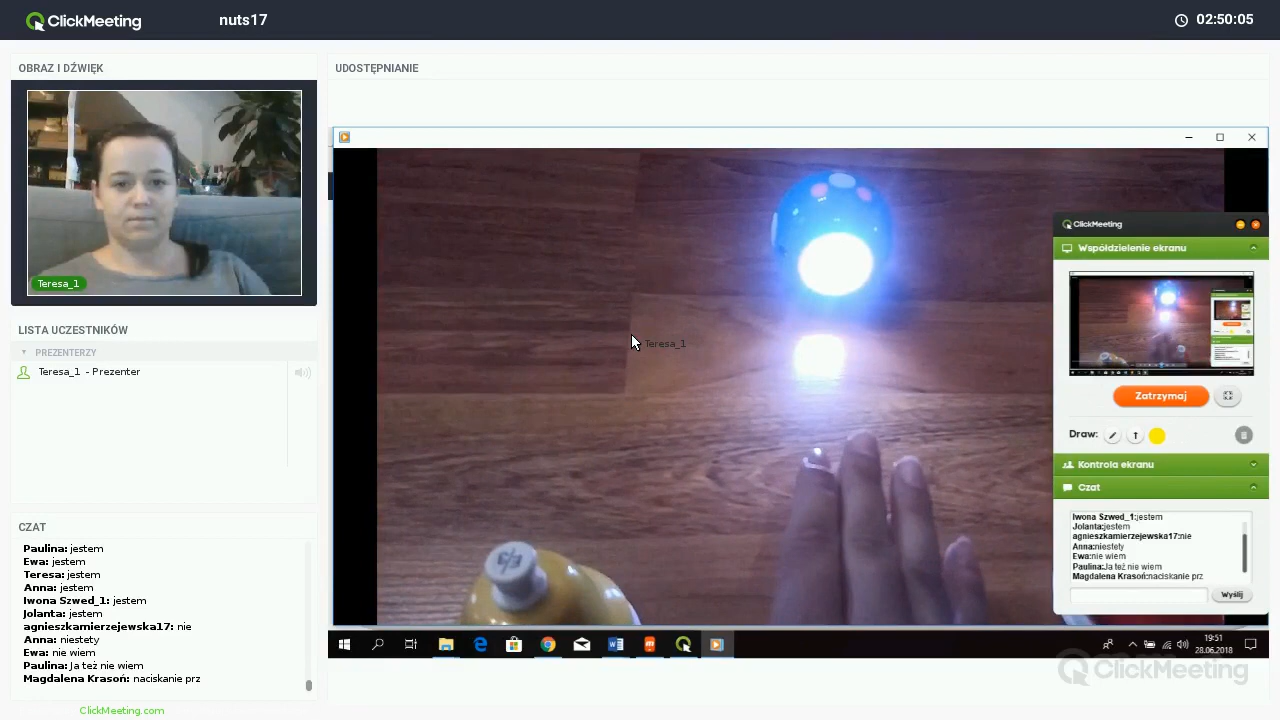 ClickMeeting
nuts17
02:50:05
OBRAZ I DŹWIĘK
UDOSTĘPNIANIE
Teresa_1
LISTA UCZESTNIKÓW
PREZENTERZY
Teresa_1 - Prezenter
CZAT
Paulina: jestem
Ewa: jestem
Teresa: jestem
Anna: jestem
Iwona Szwed_1: jestem
Jolanta: jestem
agnieszkamierzejewska17: nie
Anna: niestety
Ewa: nie wiem
Paulina: Ja też nie wiem
Magdalena Krasoń: naciskanie prz
ClickMeeting.com
Teresa_1
E/3
ClickMeeting
Współdzielenie ekranu
Zatrzymaj
Draw:
Kontrola ekranu
Czat
Iwona Szwed_1:jestem
Jolanta:jestem
agnieszkamierzejewska17:nie
Anna:niestety
Ewa:nie wiem
Paulina:Ja też nie wiem
Magdalena Krasoń:naciskanie prz
Wyślij
19:51
28.06.2018
ClickMeeting